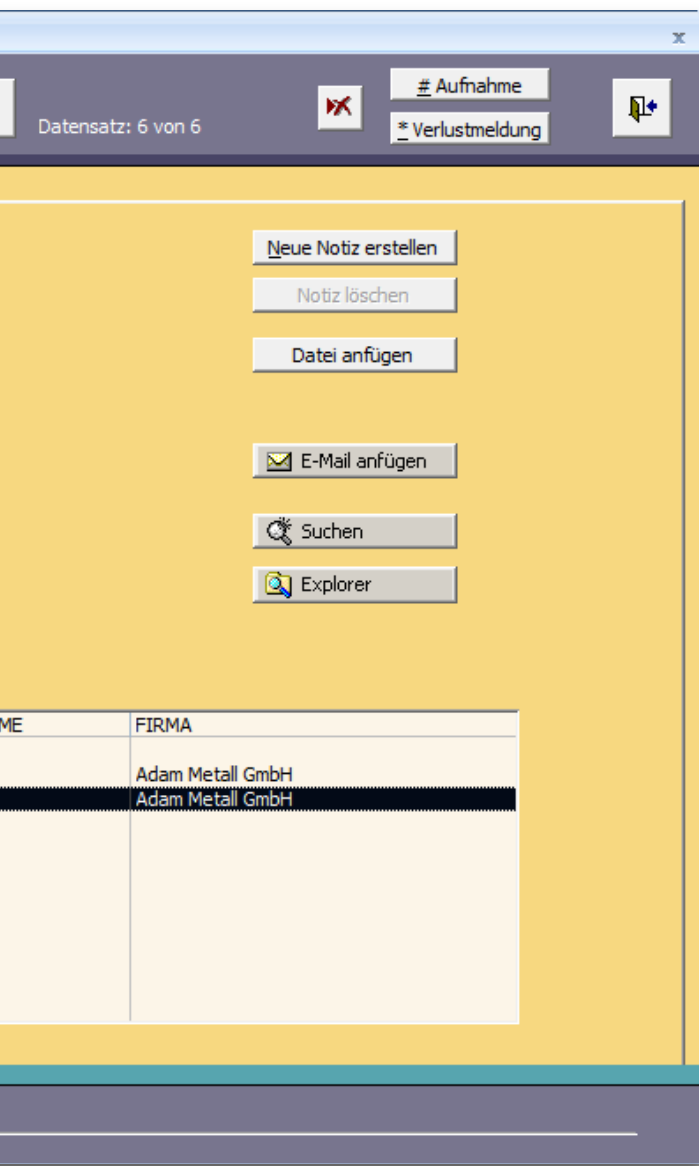 x
# Aufnahme
Datensatz: 6 von 6
* Verlustmeldung
Neue Notiz erstellen
Notiz löschen
Datei anfügen
E-Mail anfügen
Suchen
Explorer
ME FIRMA
Adam Metall GmbH
Adam Metall GmbH